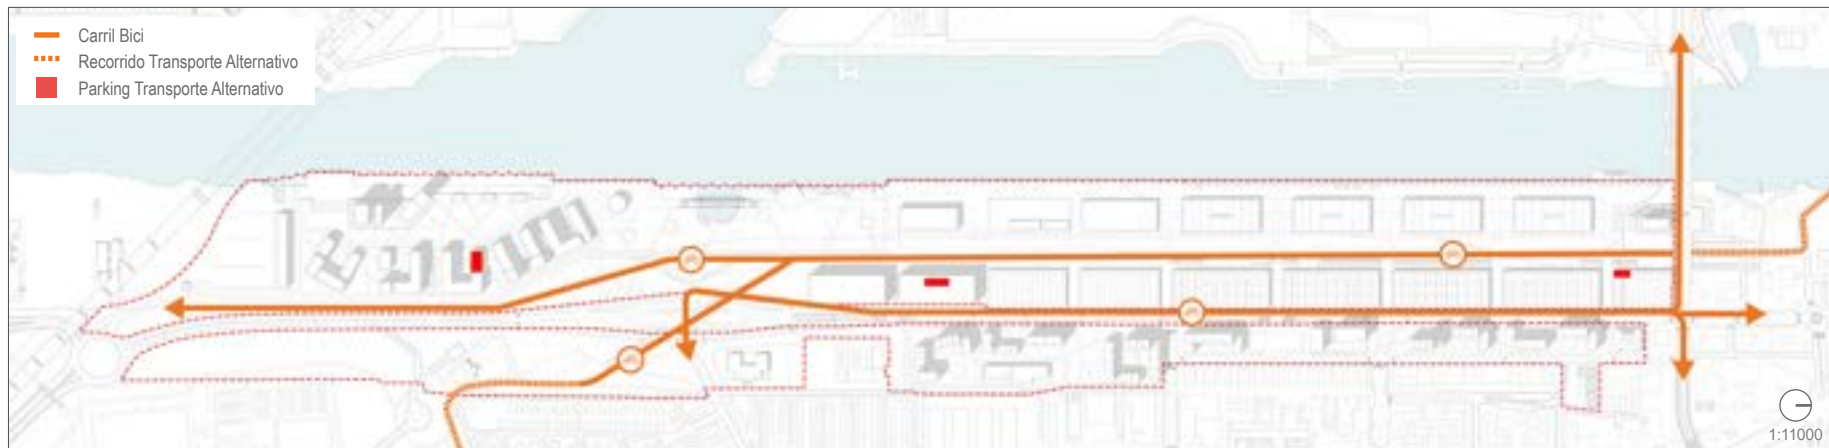 Carril Bici
Recorrido Transporte Alternativo
Parking Transporte Alternativo
1:11000